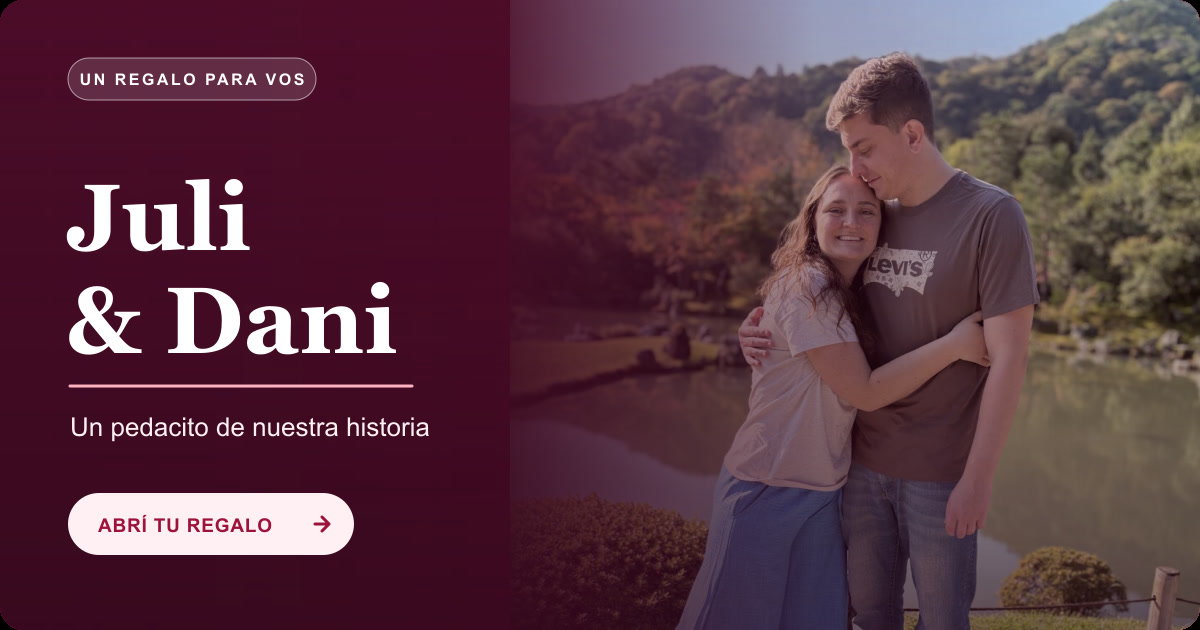 UN REGALO PARA VOS
Juli
& Dani
Un pedacito de nuestra historia
ABRÍ TU REGALO
Levi's